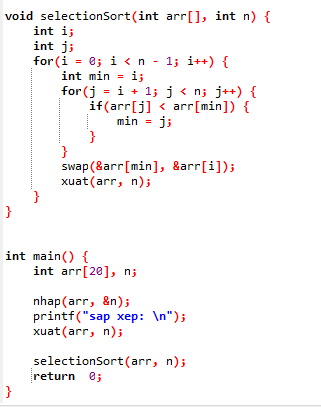 void selectionSort(int arr[], int n) {
    int i;
    int j;
    for(i = 0; i < n - 1; i++) {
        int min = i;
        for(j = i + 1; j < n; j++) {
            if(arr[j] < arr[min]) {
                min = j;
            }
        }
        swap(&arr[min], &arr[i]);
        xuat(arr, n);
    }
}
int main() {
    int arr[20], n;
    nhap(arr, &n);
    printf("sap xep: \n");
    xuat(arr, n);
    selectionSort(arr, n);
    return  0;
}